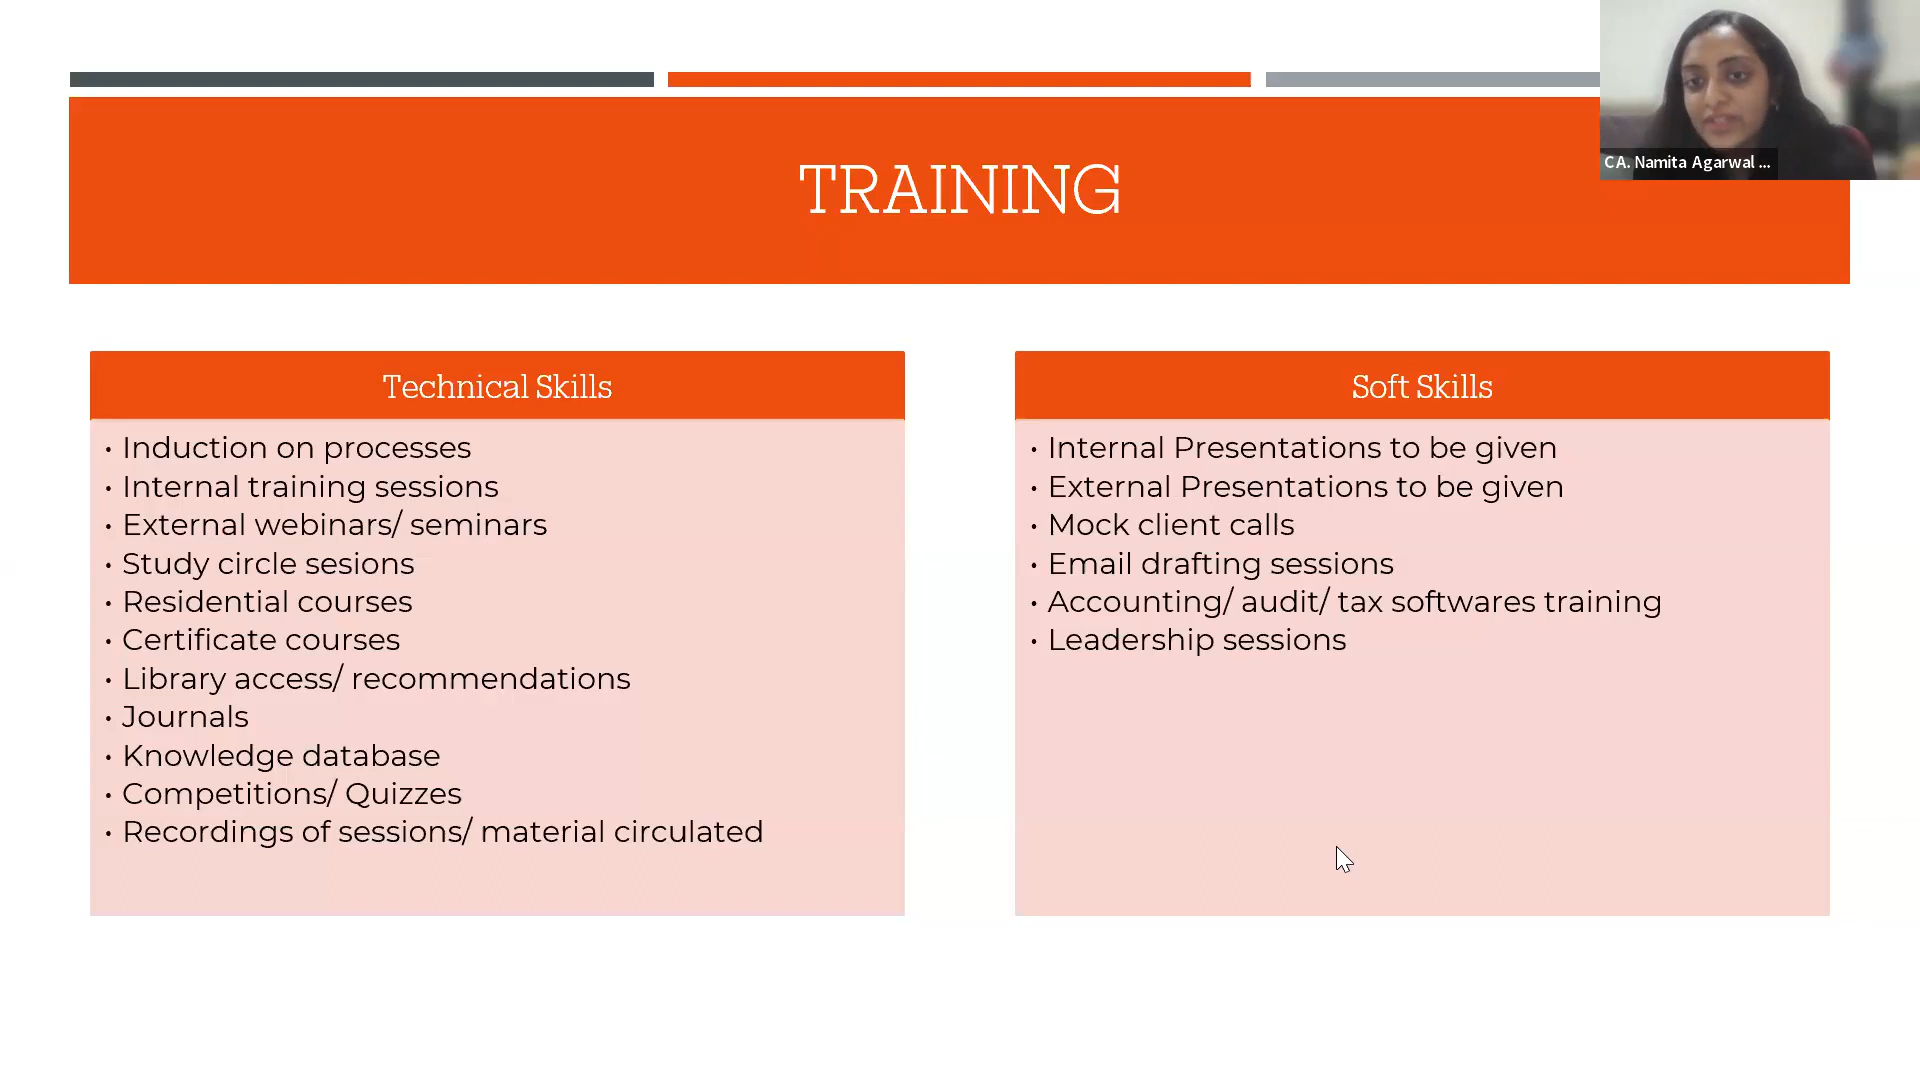 CA. Namita Agarwal ...
TRAINING
Technical Skills
• Induction on processes
• Internal training sessions
• External webinars/ seminars
• Study circle sesions
• Residential courses
• Certificate courses
• Library access/ recommendations
• Journals
• Knowledge database
• Competitions/ Quizzes
• Recordings of sessions/ material circulated
Soft Skills
• Internal Presentations to be given
• External Presentations to be given
• Mock client calls
• Email drafting sessions
• Accounting/ audit/ tax softwares training
• Leadership sessions